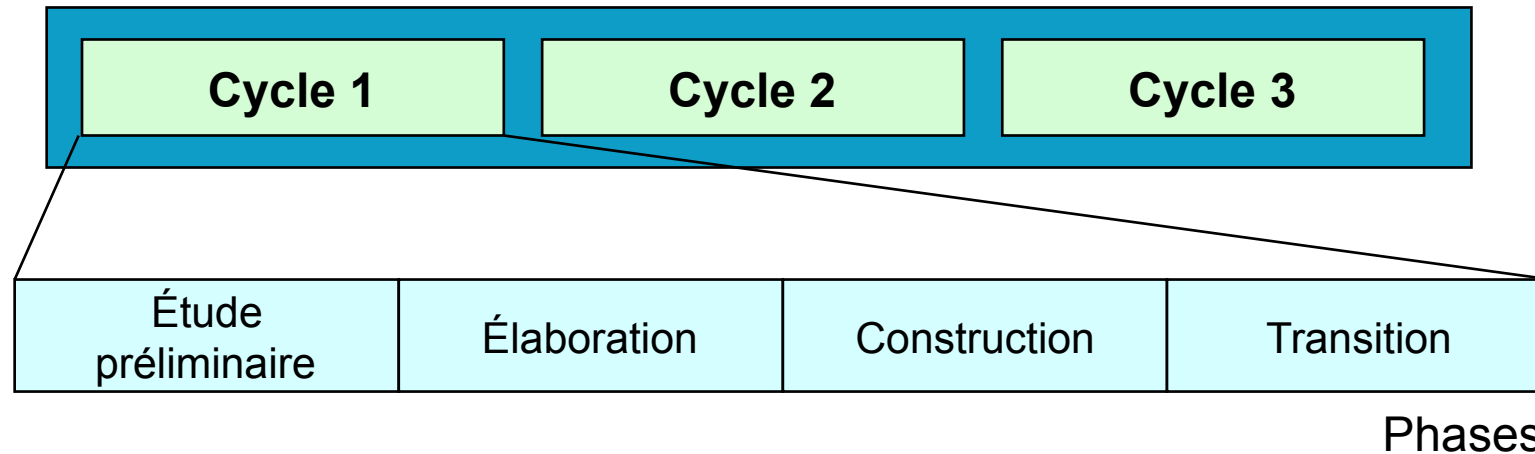 Cycle 1
Cycle 2
Cycle 3
Étude
préliminaire
Élaboration
Construction
Transition
Phases